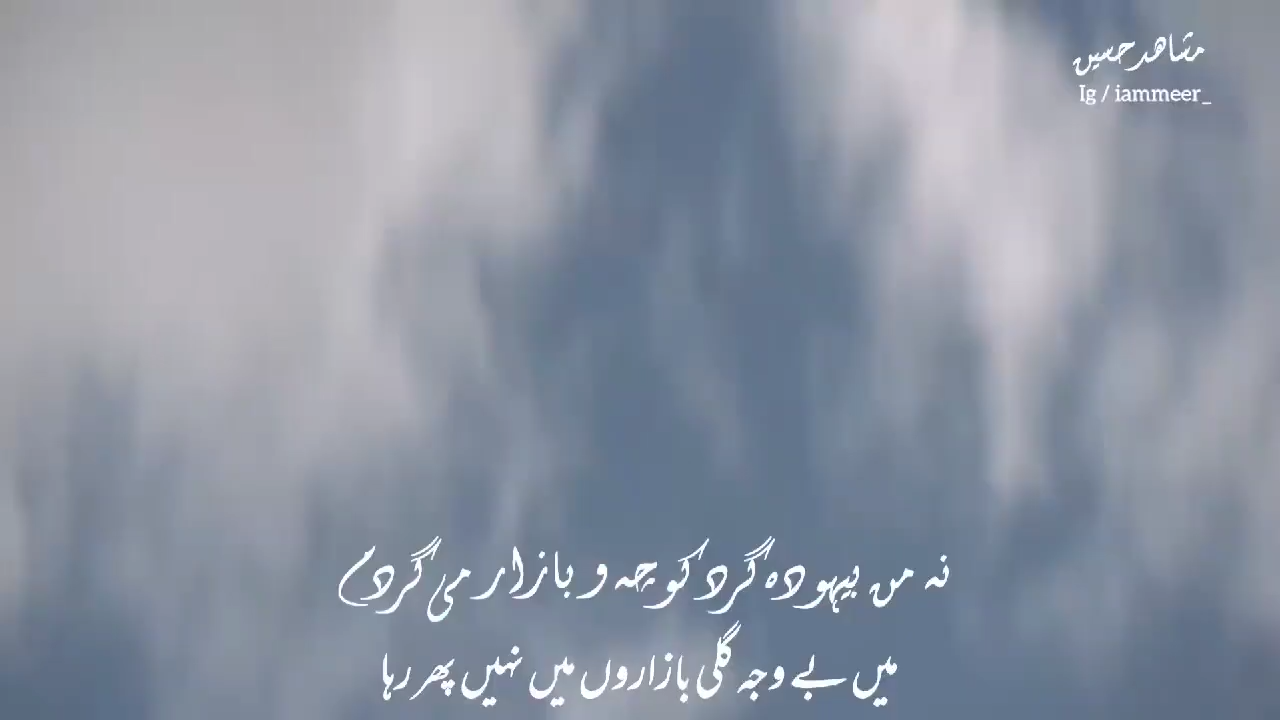 مشاهد حسین
Ig / iammeer_
نہ من بیہودہ گرد کوچہ و بازار می گردم
میں بے وجہ گلی بازاروں میں نہیں پھر رہا